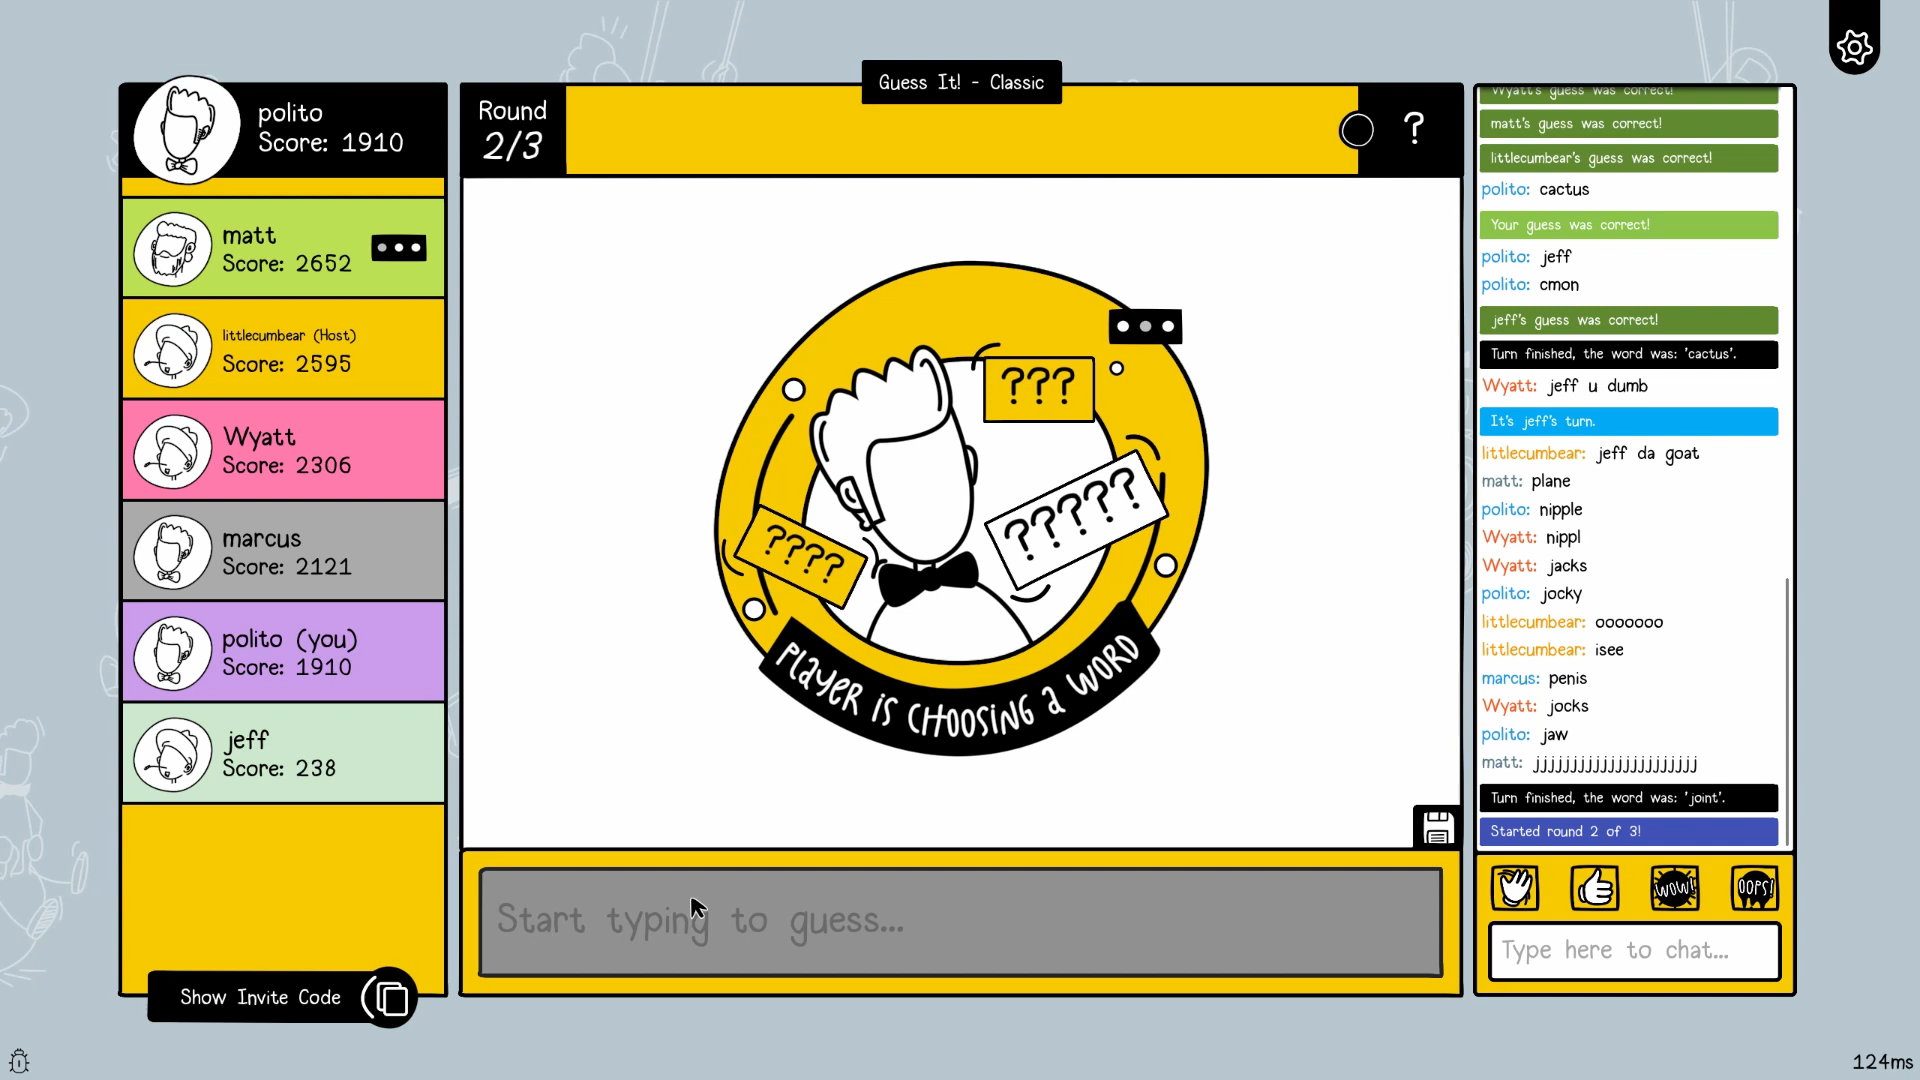 Guess It! - Classic
polito
Score: 1910
Round
2/3
?
matt
Score: 2652
littlecumbear (Host)
Score: 2595
Wyatt
Score: 2306
marcus
Score: 2121
polito (you)
Score: 1910
jeff
Score: 238
Show Invite Code
???
????
?????
PLAYER IS CHOOSING A WORD
Start typing to guess...
Wyatt's guess was correct!
matt's guess was correct!
littlecumbear's guess was correct!
polito: cactus
Your guess was correct!
polito: jeff
polito: cmon
jeff's guess was correct!
Turn finished, the word was: 'cactus'.
Wyatt: jeff u dumb
It's jeff's turn.
littlecumbear: jeff da goat
matt: plane
polito: nipple
Wyatt: nippl
Wyatt: jacks
polito: jocky
littlecumbear: ooooooo
littlecumbear: isee
marcus: penis
Wyatt: jocks
polito: jaw
matt: jjjjjjjjjjjjjjjjjjjjj
Turn finished, the word was: 'joint'.
Started round 2 of 3!
WOW!
OOPS!
Type here to chat...
124ms